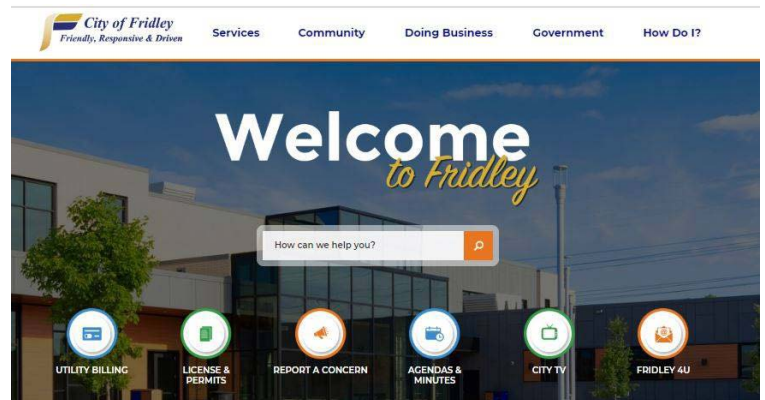 City of Fridley
Friendly, Responsive & Driven
Services
Community
Doing Business
Government
How Do I?
Welcome
to Fridley
How can we help you?
UTILITY BILLING
LICENSE &
PERMITS
REPORT A CONCERN
AGENDAS &
MINUTES
CITY TV
FRIDLEY 4U